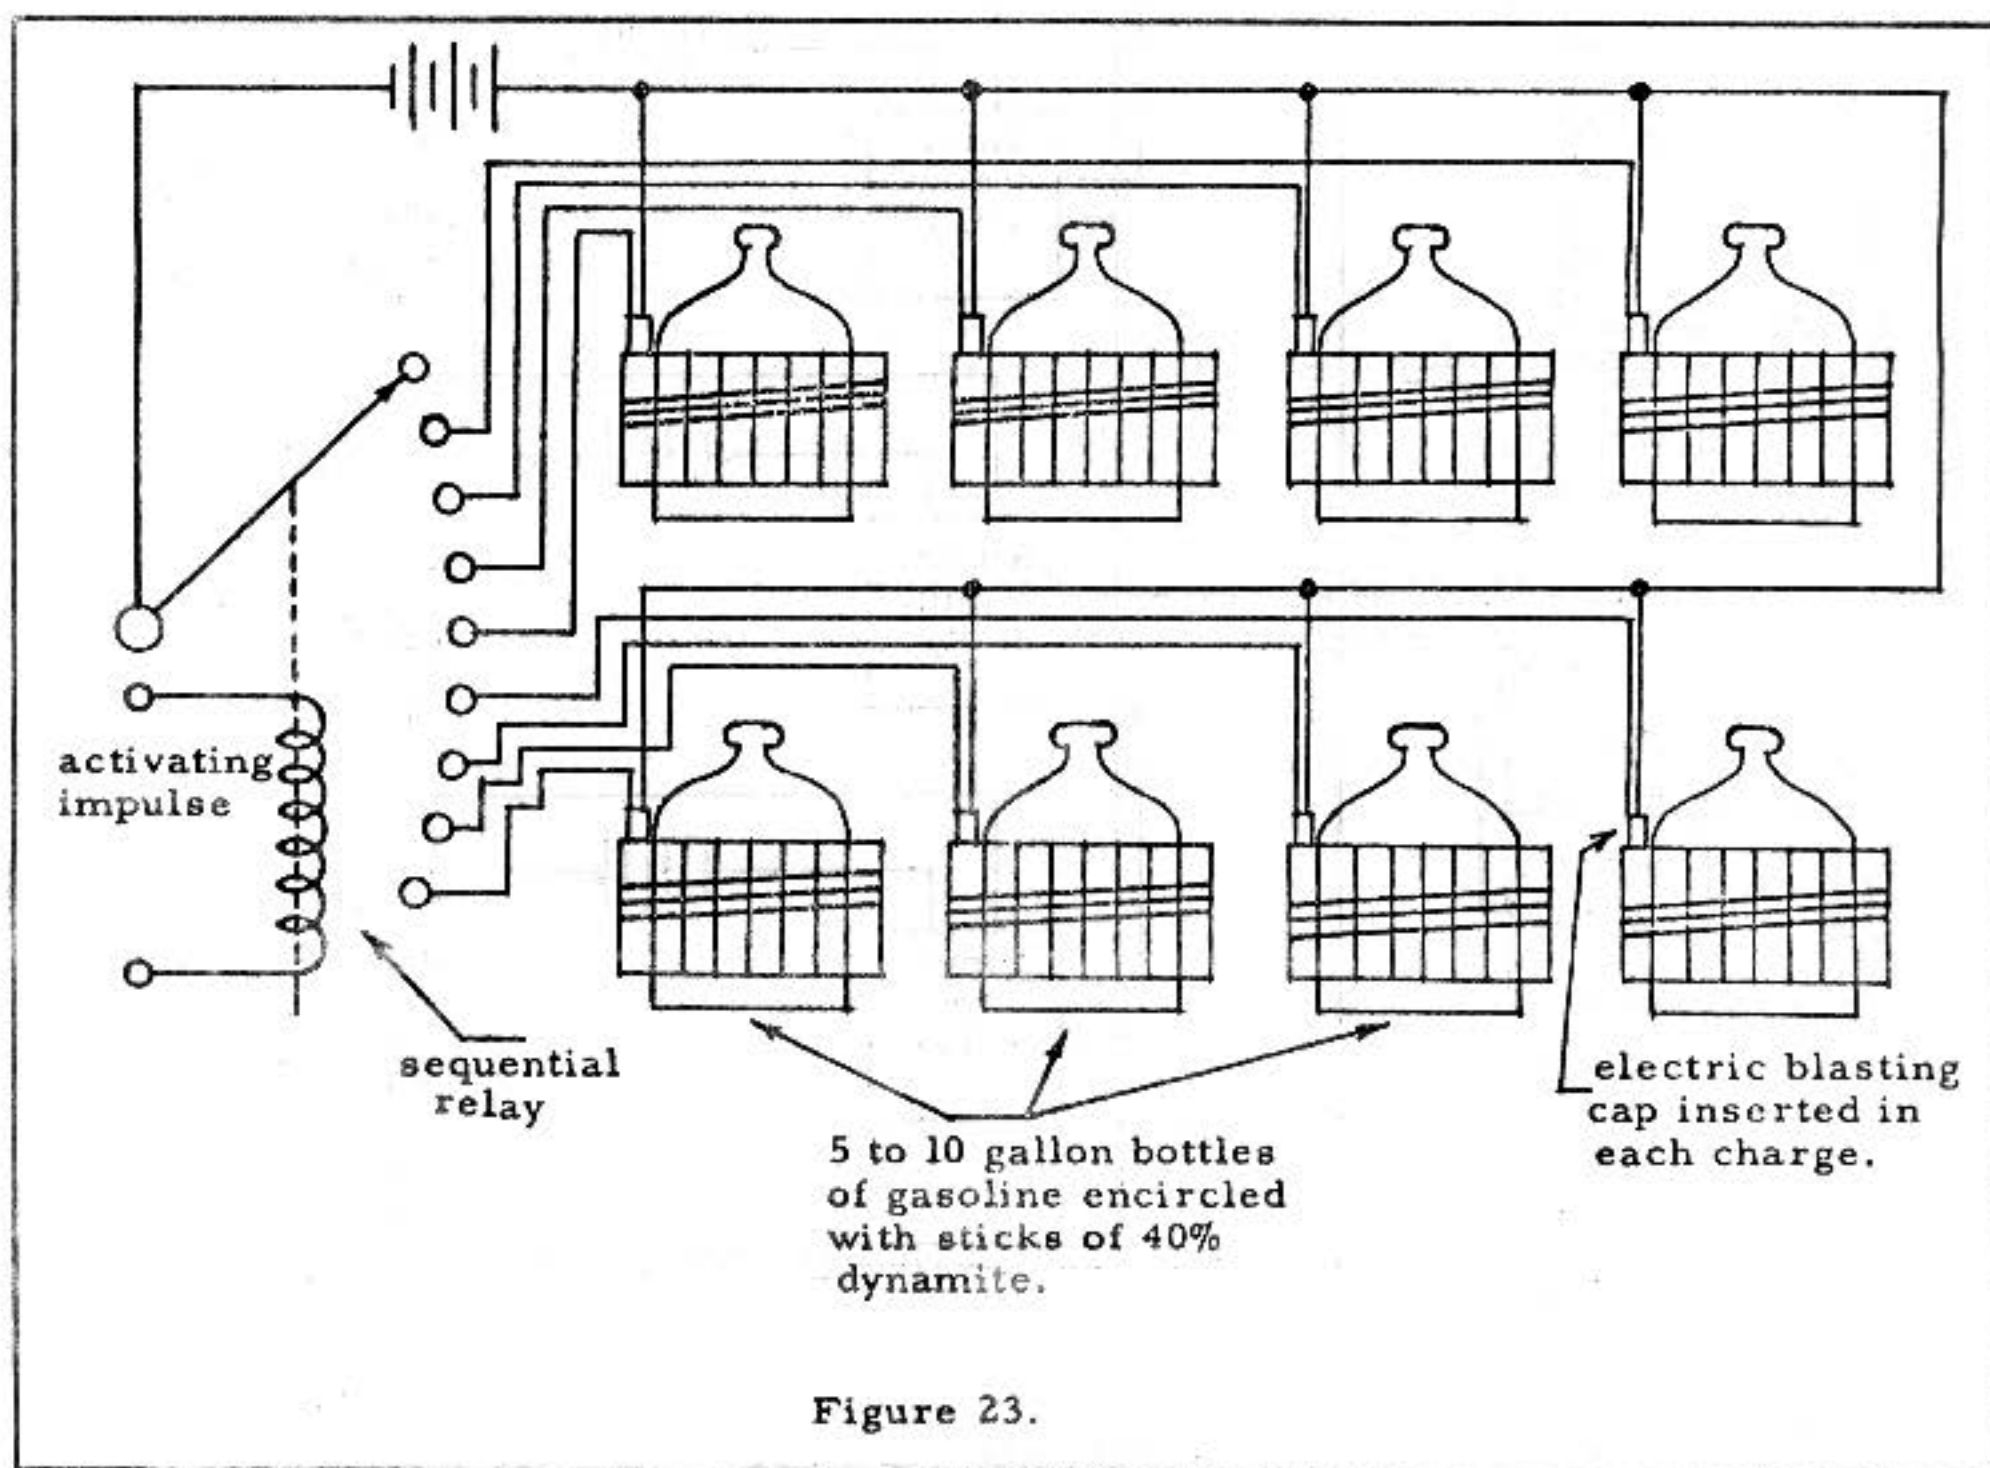 activating
impulse
sequential
relay
5 to 10 gallon bottles
of gasoline encircled
with sticks of 40%
dynamite.
electric blasting
cap inserted in
each charge.
Figure 23.